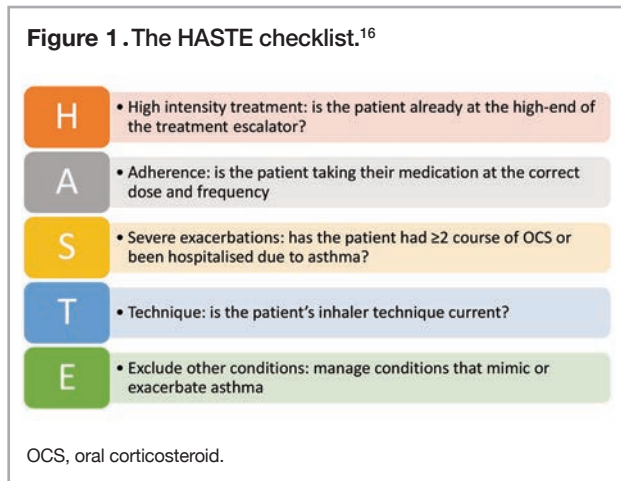 Figure 1. The HASTE checklist.16
H
• High intensity treatment: is the patient already at the high-end of
the treatment escalator?
A
• Adherence: is the patient taking their medication at the correct
dose and frequency
S
• Severe exacerbations: has the patient had ≥2 course of OCS or
been hospitalised due to asthma?
T
• Technique: is the patient's inhaler technique current?
E
• Exclude other conditions: manage conditions that mimic or
exacerbate asthma
OCS, oral corticosteroid.